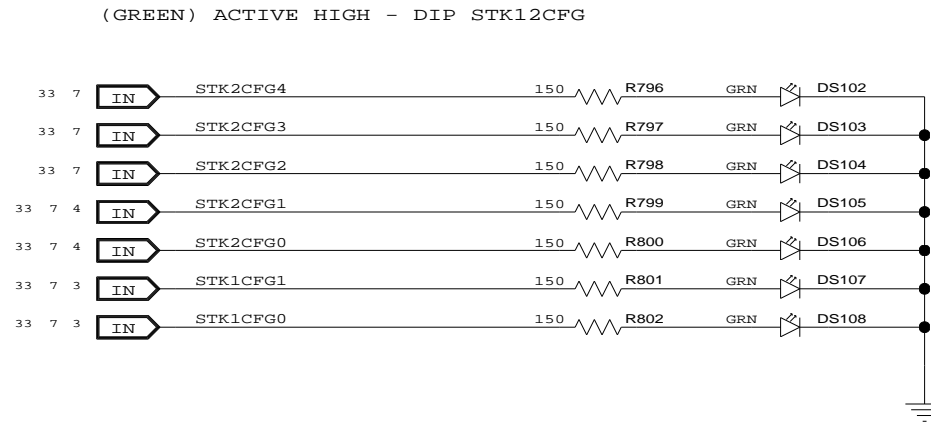 (GREEN) ACTIVE HIGH - DIP STK12CFG
33 7 IN STK2CFG4 150 R796 GRN DS102
33 7 IN STK2CFG3 150 R797 GRN DS103
33 7 IN STK2CFG2 150 R798 GRN DS104
33 7 4 IN STK2CFG1 150 R799 GRN DS105
33 7 4 IN STK2CFG0 150 R800 GRN DS106
33 7 3 IN STK1CFG1 150 R801 GRN DS107
33 7 3 IN STK1CFG0 150 R802 GRN DS108